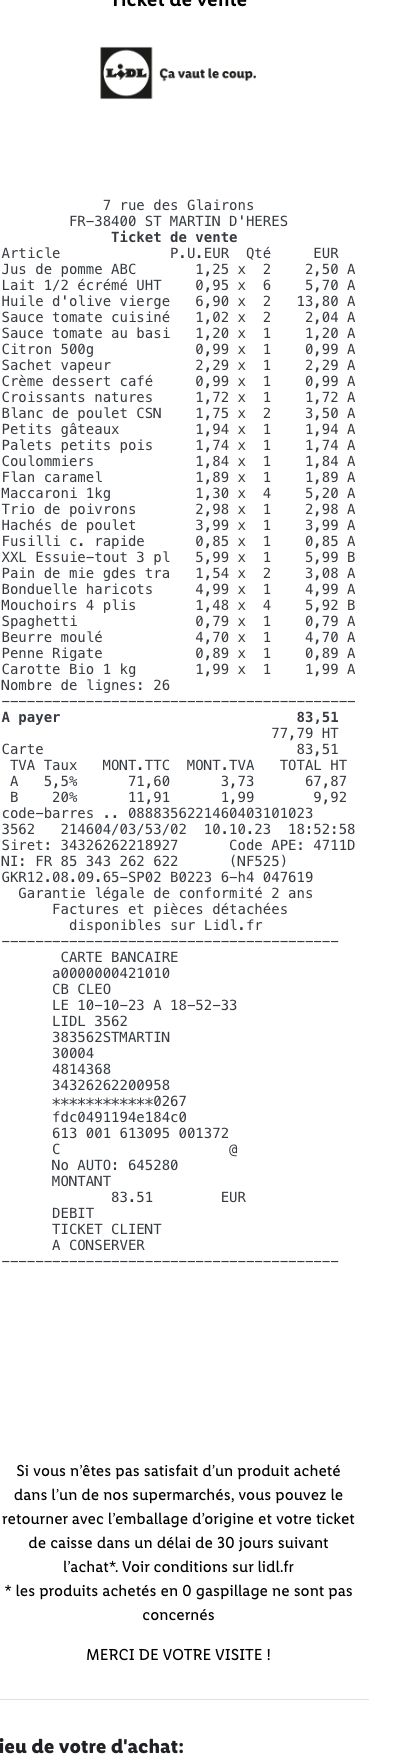 Ticket de vente
LIDL Ça vaut le coup.
7 rue des Glairons
FR-38400 ST MARTIN D'HERES
Ticket de vente
Article P.U.EUR Qté EUR
Jus de pomme ABC 1,25 x 2 2,50 A
Lait 1/2 écrémé UHT 0,95 x 6 5,70 A
Huile d'olive vierge 6,90 x 2 13,80 A
Sauce tomate cuisiné 1,02 x 2 2,04 A
Sauce tomate au basi 1,20 x 1 1,20 A
Citron 500g 0,99 x 1 0,99 A
Sachet vapeur 2,29 x 1 2,29 A
Crème dessert café 0,99 x 1 0,99 A
Croissants natures 1,72 x 1 1,72 A
Blanc de poulet CSN 1,75 x 2 3,50 A
Petits gâteaux 1,94 x 1 1,94 A
Palets petits pois 1,74 x 1 1,74 A
Coulommiers 1,84 x 1 1,84 A
Flan caramel 1,89 x 1 1,89 A
Maccaroni 1kg 1,30 x 4 5,20 A
Trio de poivrons 2,98 x 1 2,98 A
Hachés de poulet 3,99 x 1 3,99 A
Fusilli c. rapide 0,85 x 1 0,85 A
XXL Essuie-tout 3 pl 5,99 x 1 5,99 B
Pain de mie gdes tra 1,54 x 2 3,08 A
Bonduelle haricots 4,99 x 1 4,99 A
Mouchoirs 4 plis 1,48 x 4 5,92 B
Spaghetti 0,79 x 1 0,79 A
Beurre moulé 4,70 x 1 4,70 A
Penne Rigate 0,89 x 1 0,89 A
Carotte Bio 1 kg 1,99 x 1 1,99 A
Nombre de lignes: 26
A payer 83,51
77,79 HT
Carte 83,51
TVA Taux MONT.TTC MONT.TVA TOTAL HT
A 5,5% 71,60 3,73 67,87
B 20% 11,91 1,99 9,92
code-barres .. 0888356221460403101023
3562 214604/03/53/02 10.10.23 18:52:58
Siret: 34326262218927 Code APE: 4711D
NI: FR 85 343 262 622 (NF525)
GKR12.08.09.65-SP02 B0223 6-h4 047619
Garantie légale de conformité 2 ans
Factures et pièces détachées
disponibles sur Lidl.fr
CARTE BANCAIRE
a0000000421010
CB CLEO
LE 10-10-23 A 18-52-33
LIDL 3562
383562STMARTIN
30004
4814368
34326262200958
************0267
fdc0491194e184c0
613 001 613095 001372
C @
No AUTO: 645280
MONTANT
83.51 EUR
DEBIT
TICKET CLIENT
A CONSERVER
Si vous n'êtes pas satisfait d'un produit acheté
dans l'un de nos supermarchés, vous pouvez le
retourner avec l'emballage d'origine et votre ticket
de caisse dans un délai de 30 jours suivant
l'achat*. Voir conditions sur lidl.fr
* les produits achetés en 0 gaspillage ne sont pas
concernés
MERCI DE VOTRE VISITE !
ieu de votre d'achat: